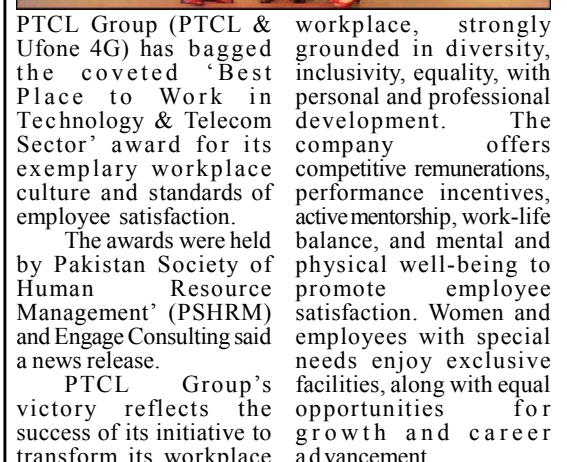 PTCL Group (PTCL &
Ufone 4G) has bagged
the coveted ‘Best
Place to Work in
Technology & Telecom
Sector’ award for its
exemplary workplace
culture and standards of
employee satisfaction.
The awards were held
by Pakistan Society of
Human Resource
Management’ (PSHRM)
and Engage Consulting said
a news release.
PTCL Group’s
victory reflects the
success of its initiative to
transform its workplace
workplace, strongly
grounded in diversity,
inclusivity, equality, with
personal and professional
development. The
company offers
competitive remunerations,
performance incentives,
active mentorship, work-life
balance, and mental and
physical well-being to
promote employee
satisfaction. Women and
employees with special
needs enjoy exclusive
facilities, along with equal
opportunities for
growth and career
advancement